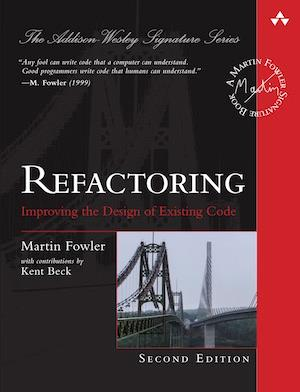 The Addison Wesley Signature Series
"Any fool can write code that a computer can understand.
Good programmers write code that humans can understand."
—M. Fowler (1999)
A MARTIN FOWLER SIGNATURE BOOK
Martin
REFACTORING
Improving the Design of Existing Code
Martin Fowler
with contributions by
Kent Beck
SECOND EDITION